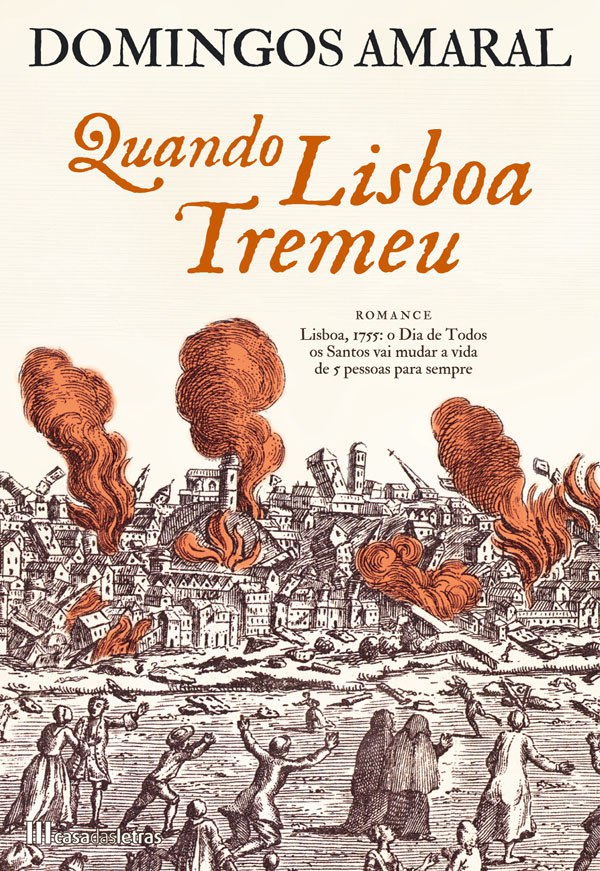 DOMINGOS AMARAL
Quando Lisboa
Tremeu
ROMANCE
Lisboa, 1755: o Dia de Todos
os Santos vai mudar a vida
de 5 pessoas para sempre
casadasletras